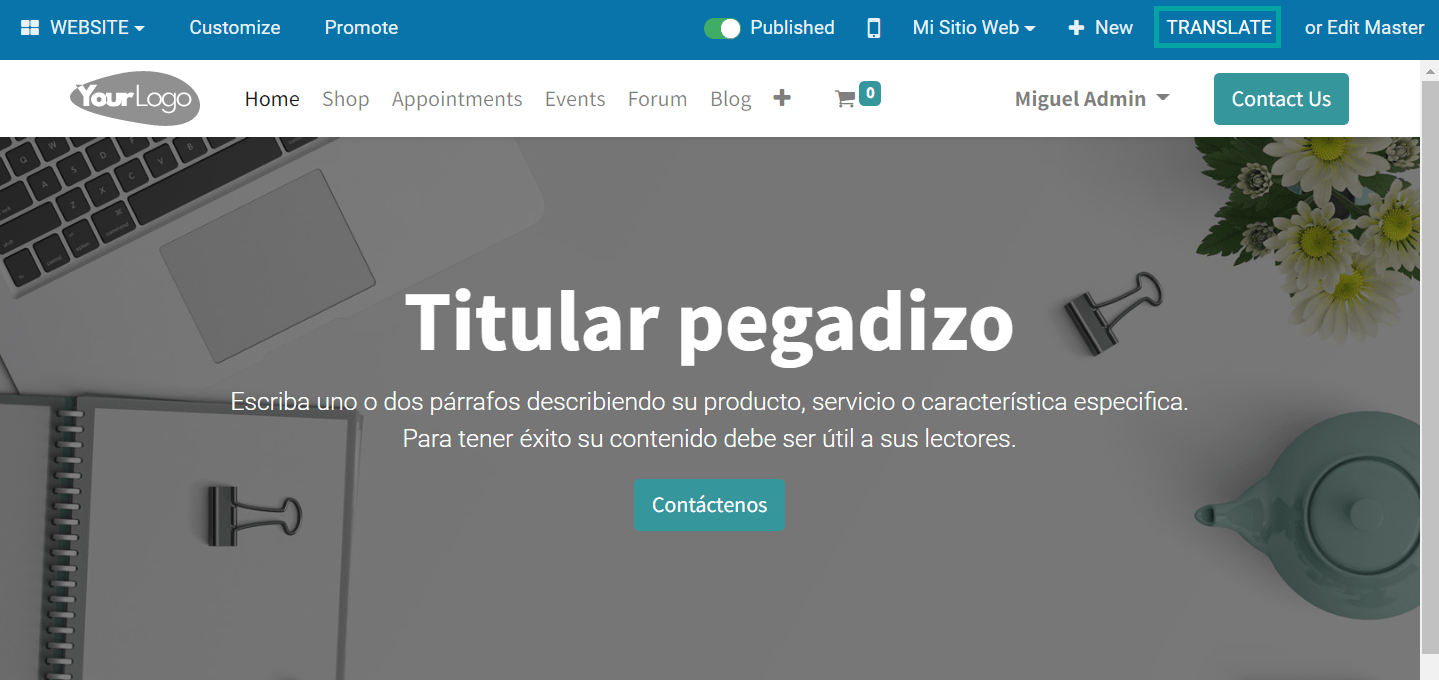 WEBSITE Customize Promote Published Mi Sitio Web New TRANSLATE or Edit Master
YourLogo Home Shop Appointments Events Forum Blog 0 Miguel Admin Contact Us
Titular pegadizo
Escriba uno o dos párrafos describiendo su producto, servicio o característica especifica.
Para tener éxito su contenido debe ser útil a sus lectores.
Contáctenos